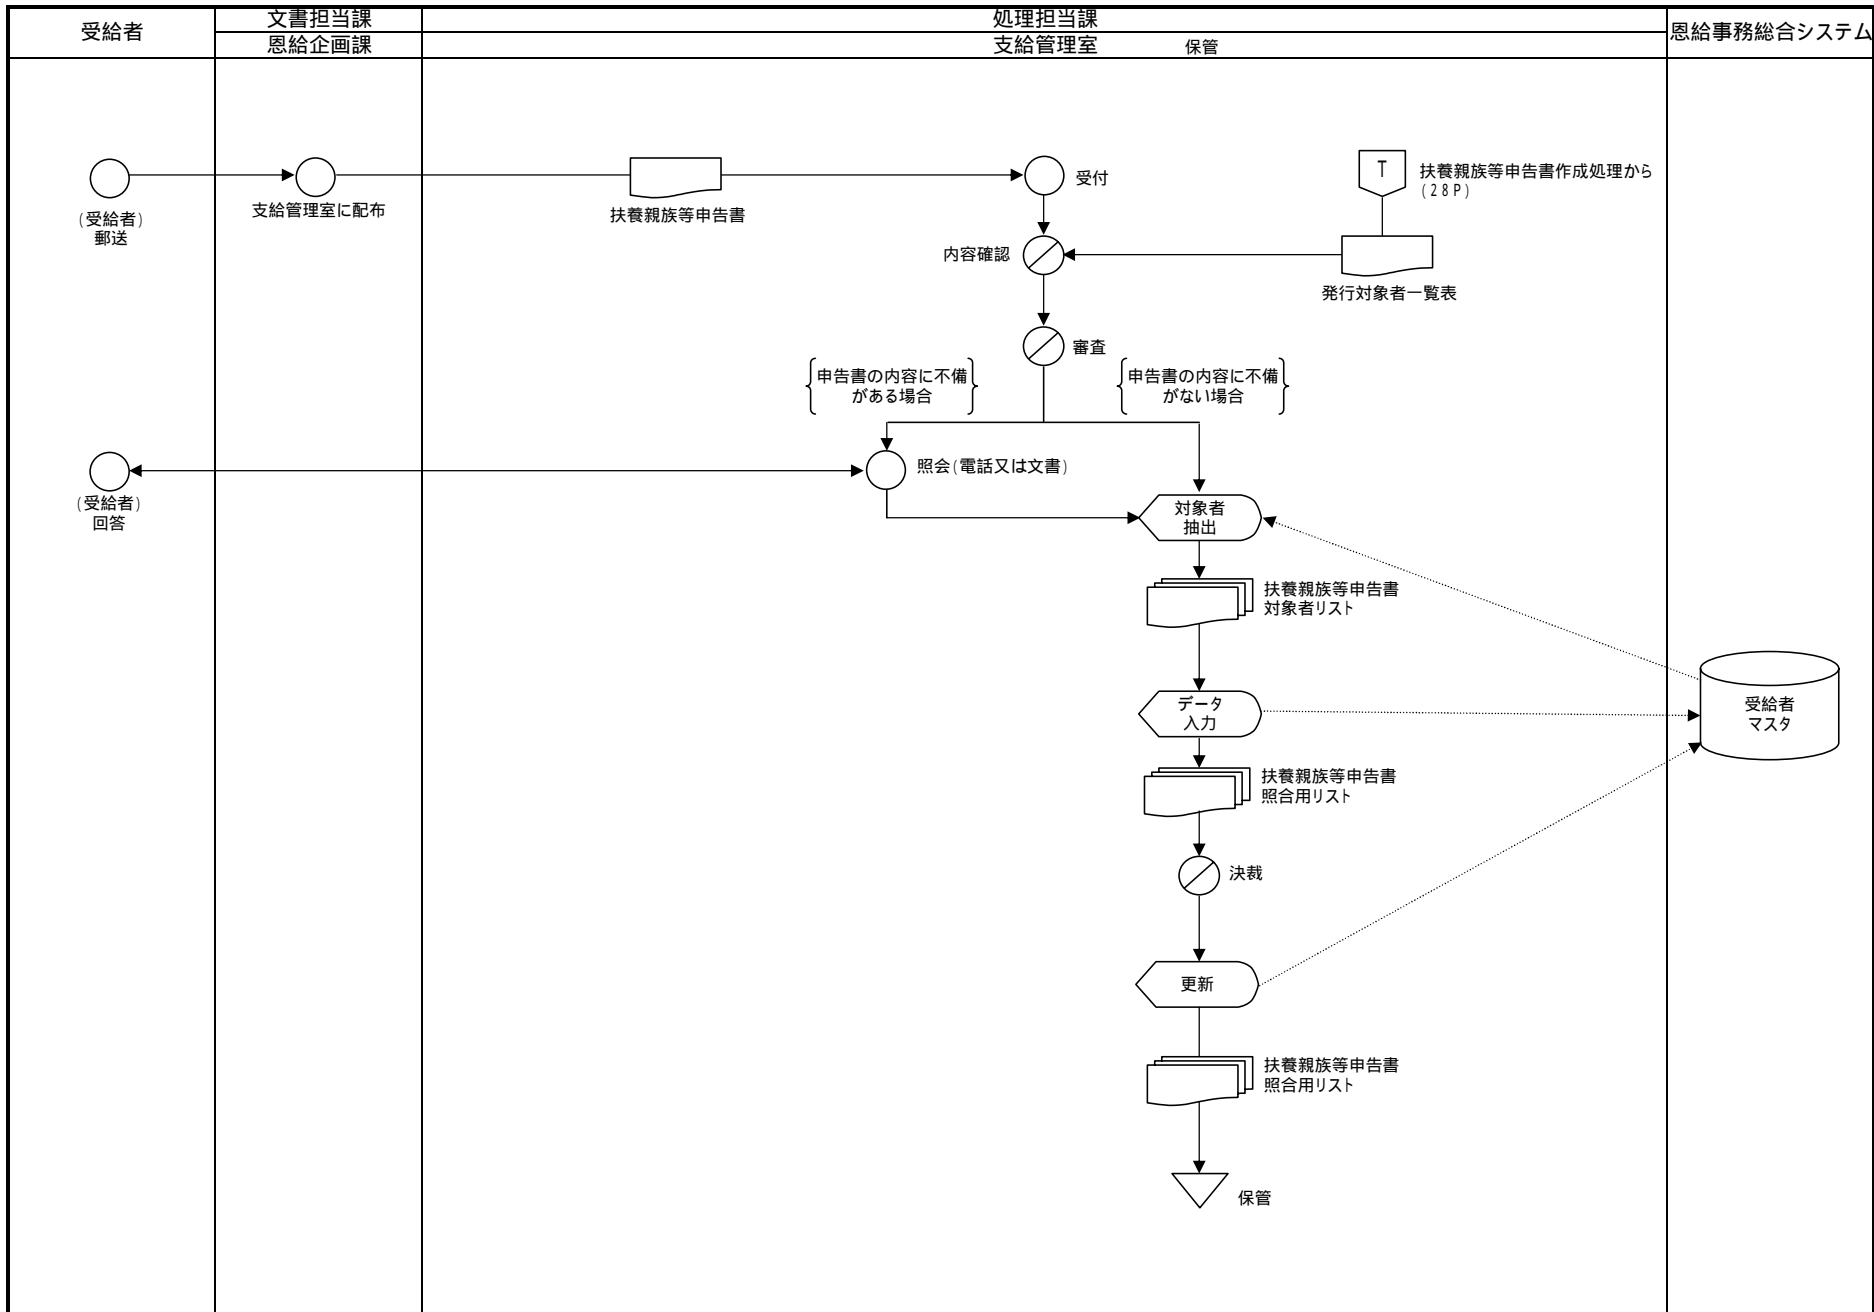 受給者
文書担当課
処理担当課
恩給事務総合システム
恩給企画課
支給管理室
保管
(受給者)
郵送
支給管理室に配布
扶養親族等申告書
受付
T
扶養親族等申告書作成処理から
(28P)
内容確認
発行対象者一覧表
審査
申告書の内容に不備
がある場合
申告書の内容に不備
がない場合
(受給者)
回答
照会(電話又は文書)
対象者
抽出
扶養親族等申告書
対象者リスト
データ
入力
受給者
マスタ
扶養親族等申告書
照合用リスト
決裁
更新
扶養親族等申告書
照合用リスト
保管